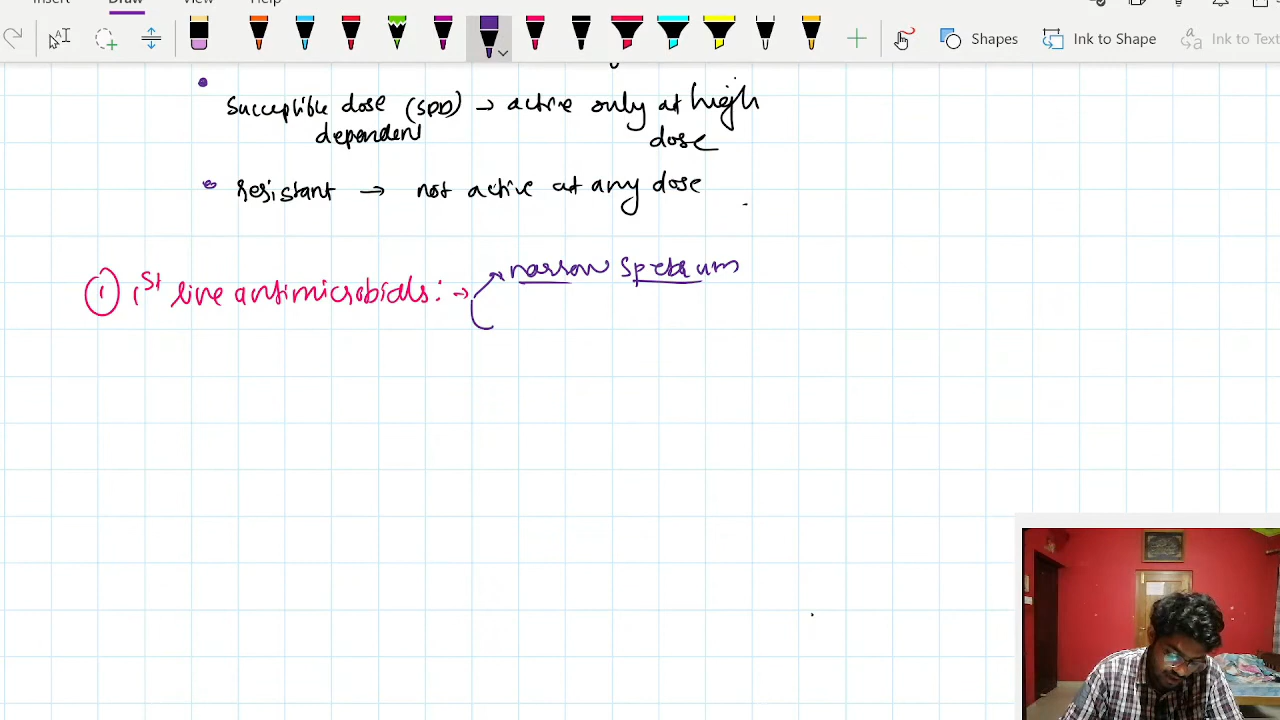 Insert Draw View Help
Shapes Ink to Shape Ink to Text
Succeptible dose (SDD) → active only at high
dependent dose
Resistant → not active at any dose
① 1st line antimicrobials: → narrow Spectrum